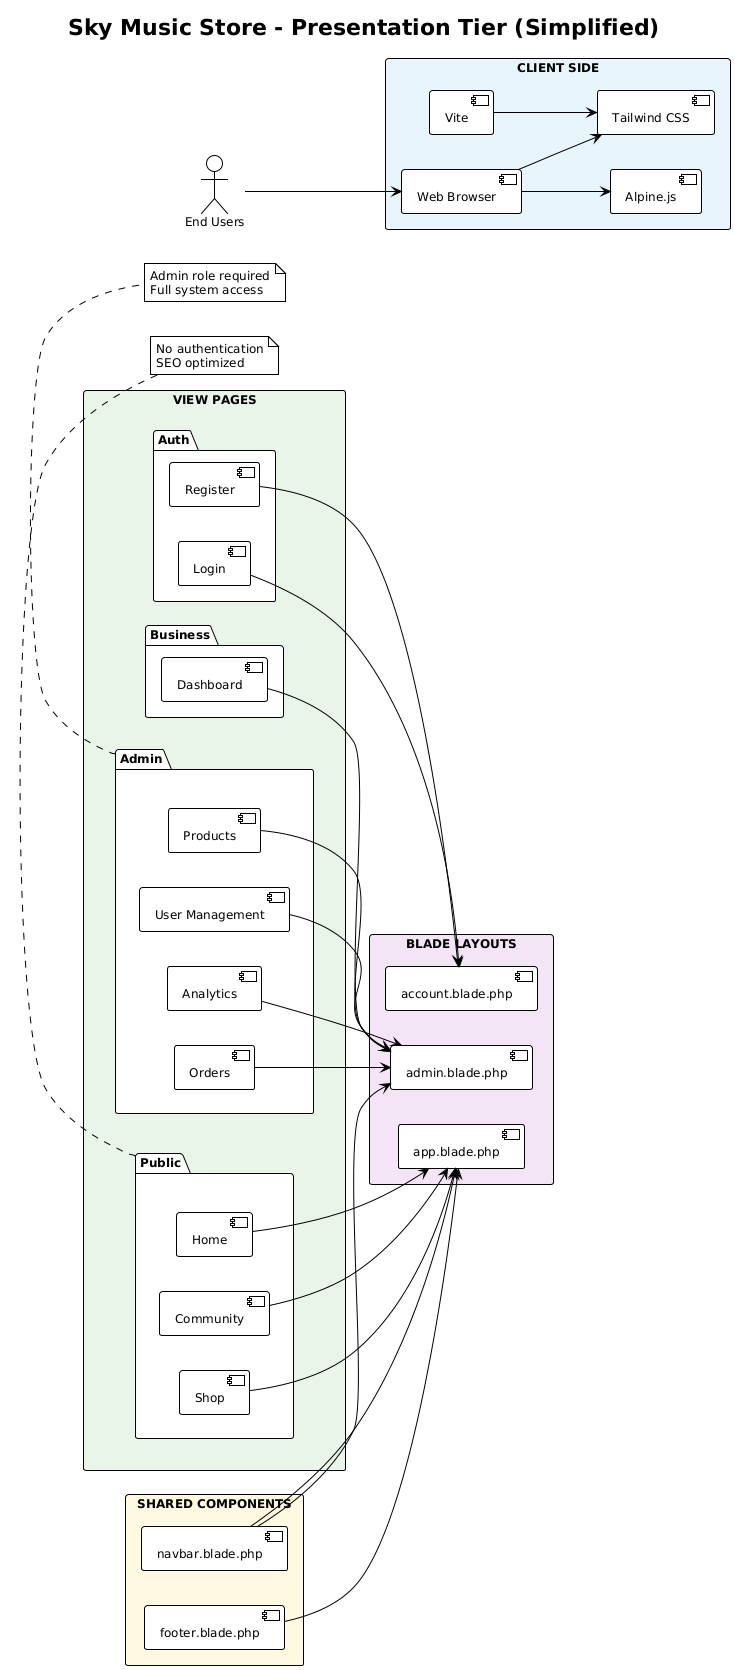 Sky Music Store - Presentation Tier (Simplified)
CLIENT SIDE
Vite
Tailwind CSS
Web Browser
Alpine.js
End Users
Admin role required
Full system access
No authentication
SEO optimized
VIEW PAGES
Auth
Register
Login
Business
Dashboard
Admin
Products
User Management
Analytics
Orders
BLADE LAYOUTS
account.blade.php
admin.blade.php
app.blade.php
Public
Home
Community
Shop
SHARED COMPONENTS
navbar.blade.php
footer.blade.php